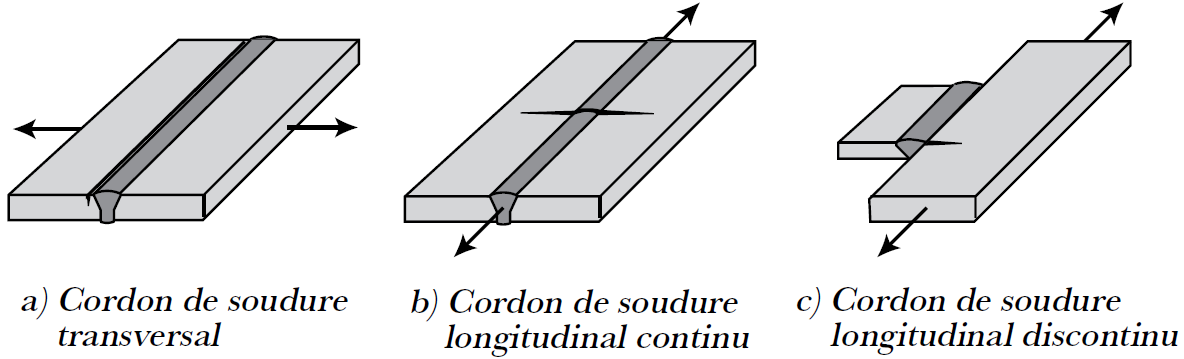 a) Cordon de soudure
transversal
b) Cordon de soudure
longitudinal continu
c) Cordon de soudure
longitudinal discontinu